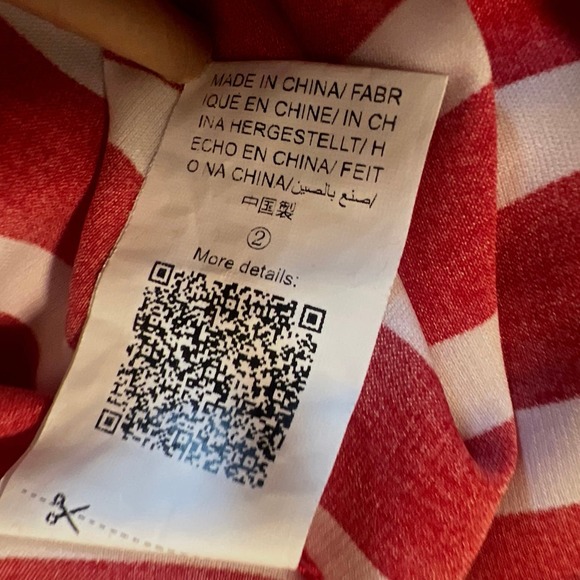 MADE IN CHINA/ FABR
IQUÉ EN CHINE/ IN CH
INA HERGESTELLT/ H
ECHO EN CHINA/ FEIT
O NA CHINA/صنع بالصين/
中国製
②
More details: